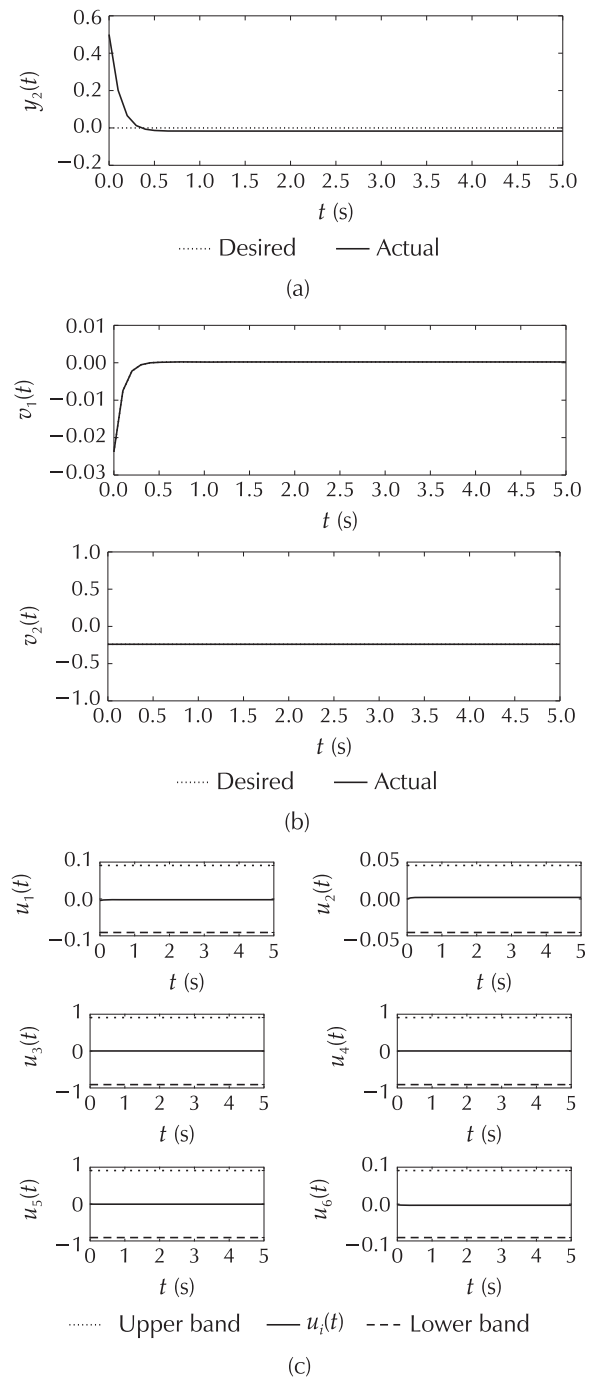 y2(t)
0.6
0.4
0.2
0.0
−0.2
0.0 0.5 1.0 1.5 2.0 2.5 3.0 3.5 4.0 4.5 5.0
t (s)
Desired Actual
(a)
v1(t)
0.01
0.00
−0.01
−0.02
−0.03
0.0 0.5 1.0 1.5 2.0 2.5 3.0 3.5 4.0 4.5 5.0
t (s)
v2(t)
1.0
0.5
0.0
−0.5
−1.0
0.0 0.5 1.0 1.5 2.0 2.5 3.0 3.5 4.0 4.5 5.0
t (s)
Desired Actual
(b)
u1(t)
0.1
0.0
−0.1
0 1 2 3 4 5
t (s)
u2(t)
0.05
0.00
−0.05
0 1 2 3 4 5
t (s)
u3(t)
1
0
−1
0 1 2 3 4 5
t (s)
u4(t)
1
0
−1
0 1 2 3 4 5
t (s)
u5(t)
1
0
−1
0 1 2 3 4 5
t (s)
u6(t)
0.1
0.0
−0.1
0 1 2 3 4 5
t (s)
Upper band ui(t) Lower band
(c)